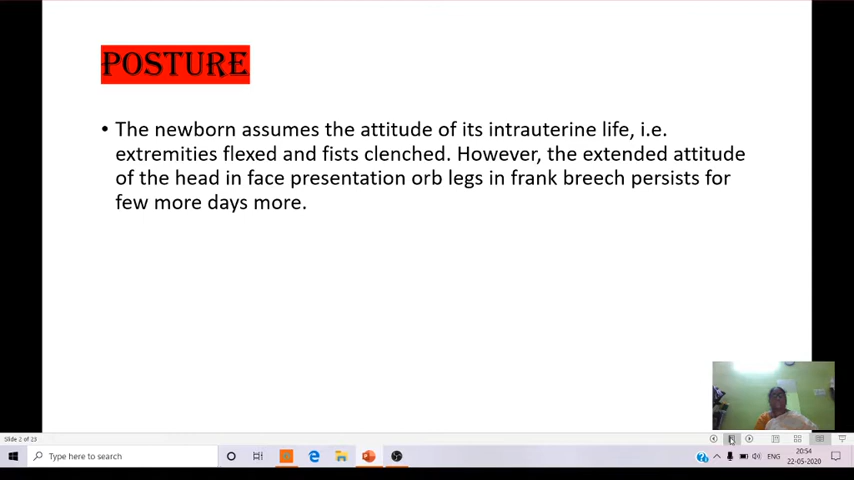 POSTURE
• The newborn assumes the attitude of its intrauterine life, i.e.
extremities flexed and fists clenched. However, the extended attitude
of the head in face presentation orb legs in frank breech persists for
few more days more.
Slide 2 of 23
Type here to search
ENG
20:54
22-05-2020